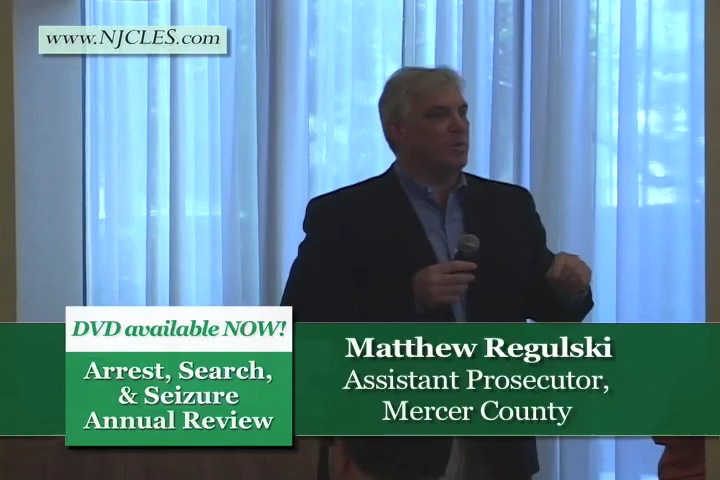 www.NJCLES.com
DVD available NOW!
Arrest, Search,
& Seizure
Annual Review
Matthew Regulski
Assistant Prosecutor,
Mercer County